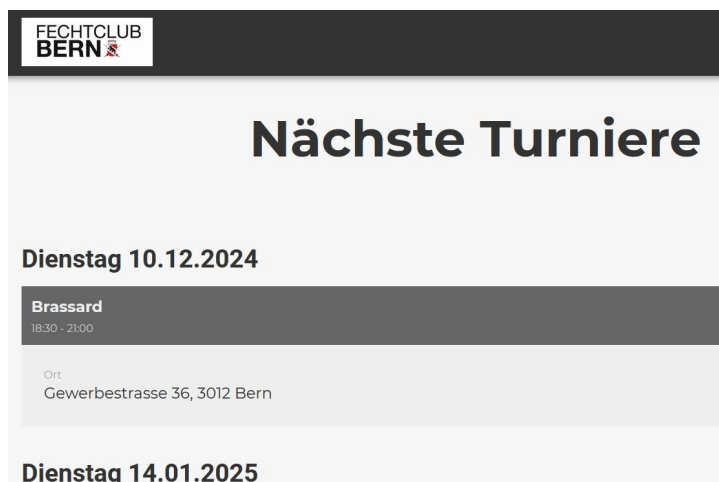 FECHTCLUB
BERN
Nächste Turniere
Dienstag 10.12.2024
Brassard
18:30 - 21:00
Ort
Gewerbestrasse 36, 3012 Bern
Dienstag 14.01.2025